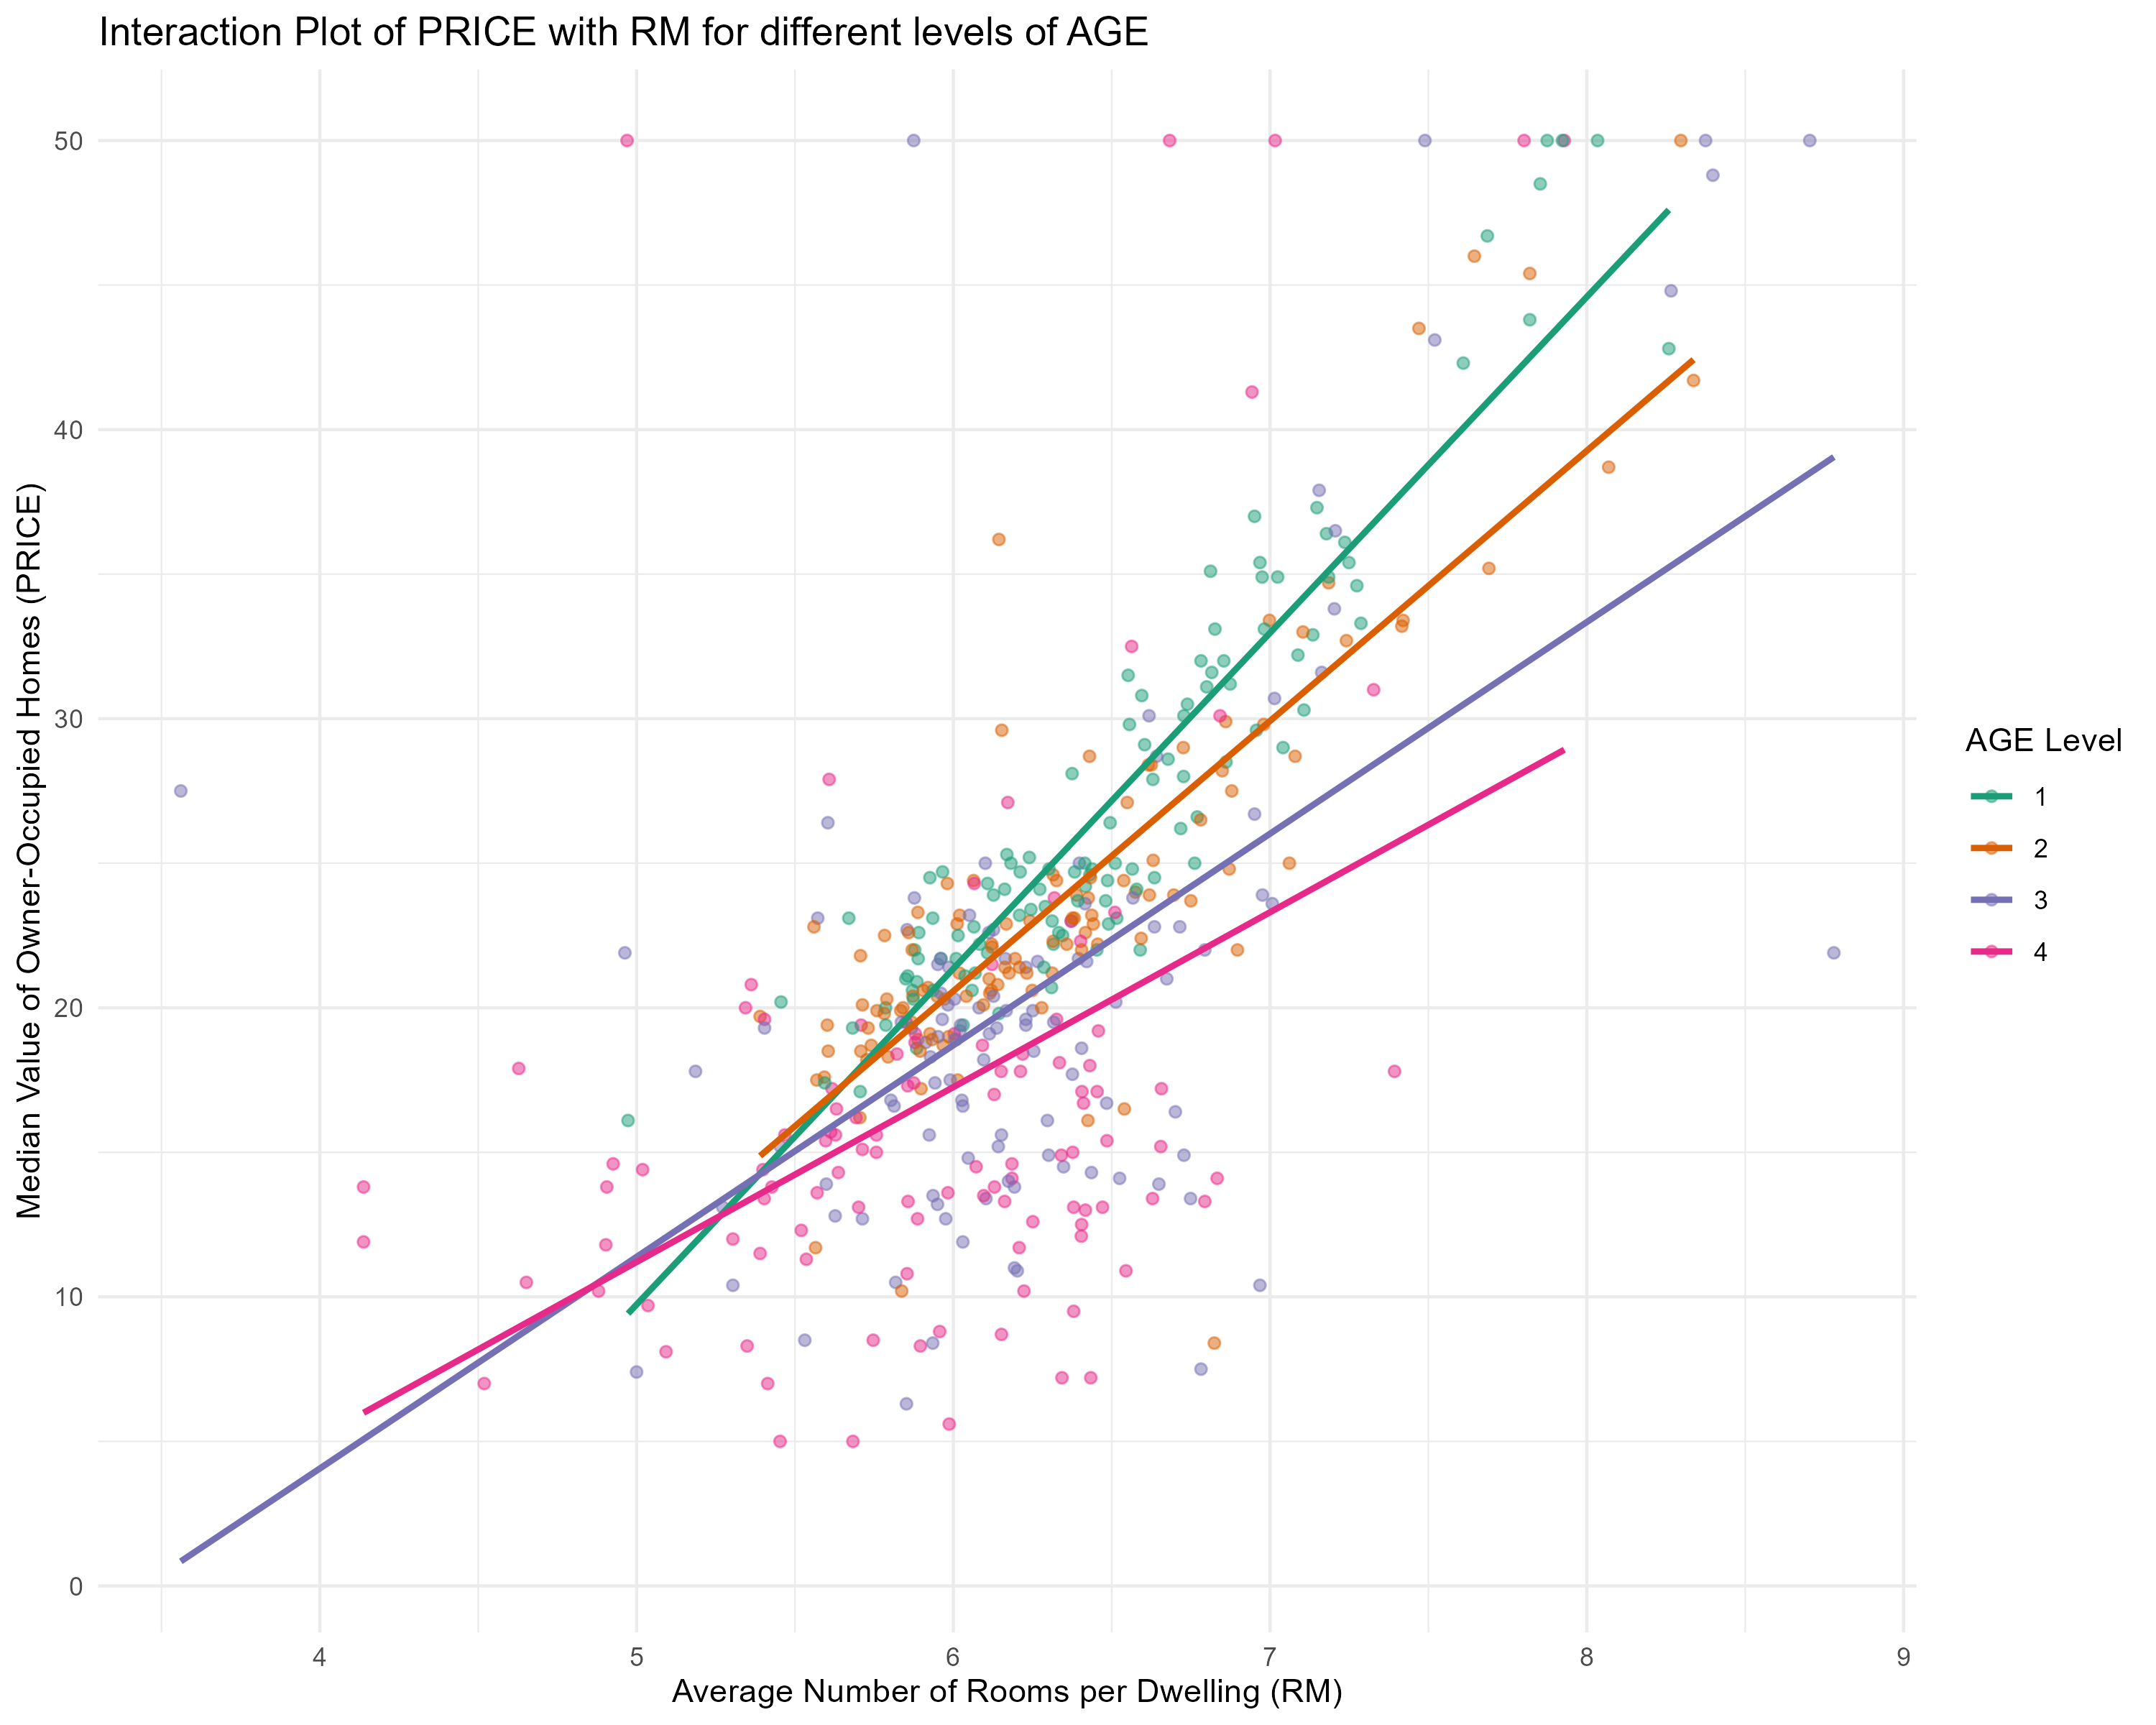 Interaction Plot of PRICE with RM for different levels of AGE
Median Value of Owner-Occupied Homes (PRICE)
50
40
30
20
10
0
4 5 6 7 8 9
Average Number of Rooms per Dwelling (RM)
AGE Level
1
2
3
4